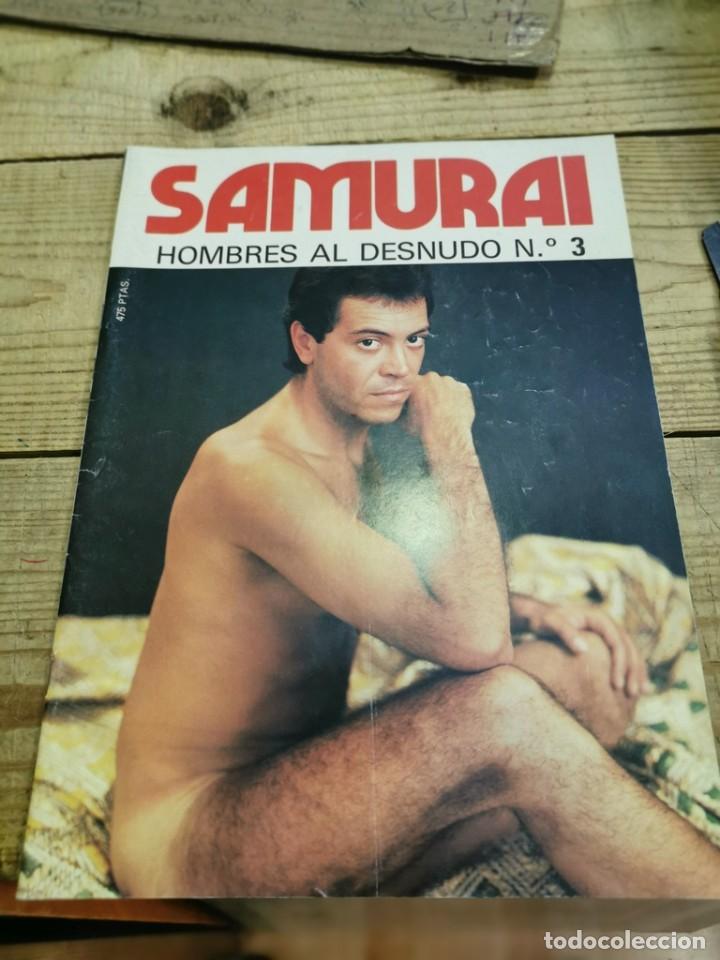 SAMURAI
HOMBRES AL DESNUDO N.º 3
475 PTAS.
todocoleccion